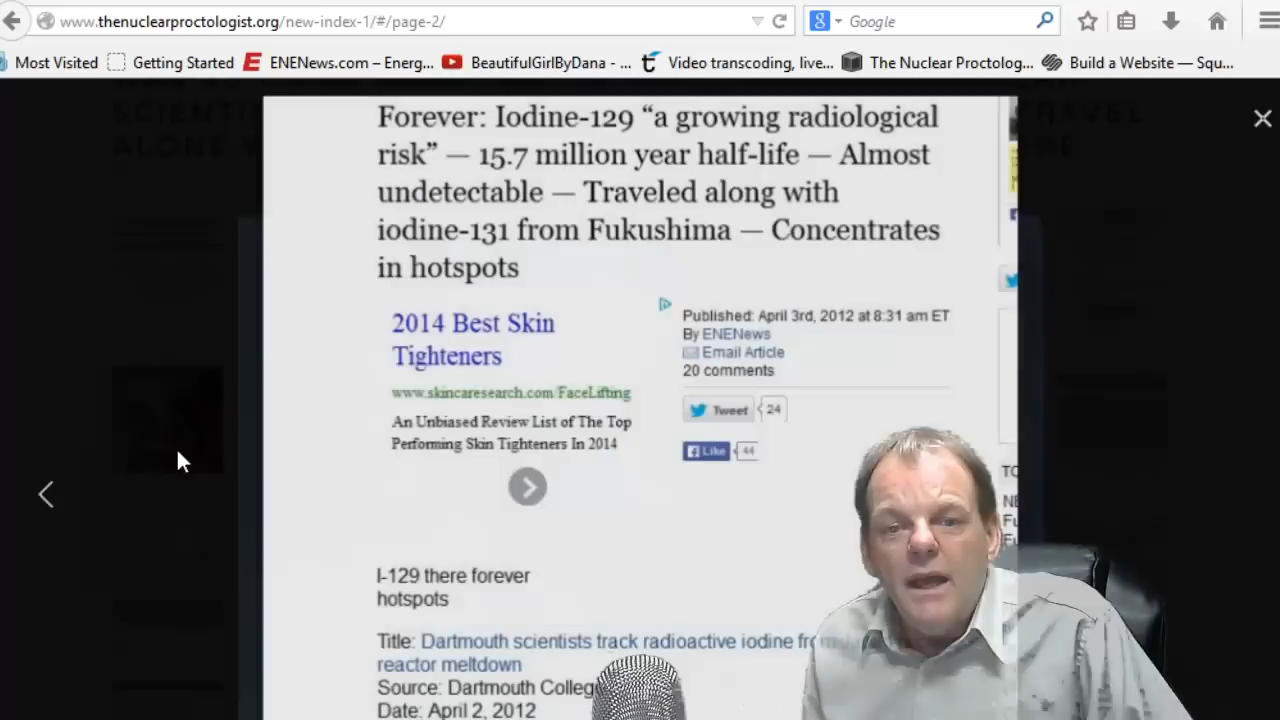 www.thenuclearproctologist.org/new-index-1/#/page-2/
Google
Most Visited
Getting Started
ENENews.com – Energ...
BeautifulGirlByDana - ...
Video transcoding, live...
The Nuclear Proctolog...
Build a Website — Squ...
Forever: Iodine-129 “a growing radiological
risk” — 15.7 million year half-life — Almost
undetectable — Traveled along with
iodine-131 from Fukushima — Concentrates
in hotspots
2014 Best Skin
Tighteners
www.skincaresearch.com/FaceLifting
An Unbiased Review List of The Top
Performing Skin Tighteners In 2014
Published: April 3rd, 2012 at 8:31 am ET
By ENENews
Email Article
20 comments
Tweet 24
Like 44
I-129 there forever
hotspots
Title: Dartmouth scientists track radioactive iodine
reactor meltdown
Source: Dartmouth
Date: April 2, 2012